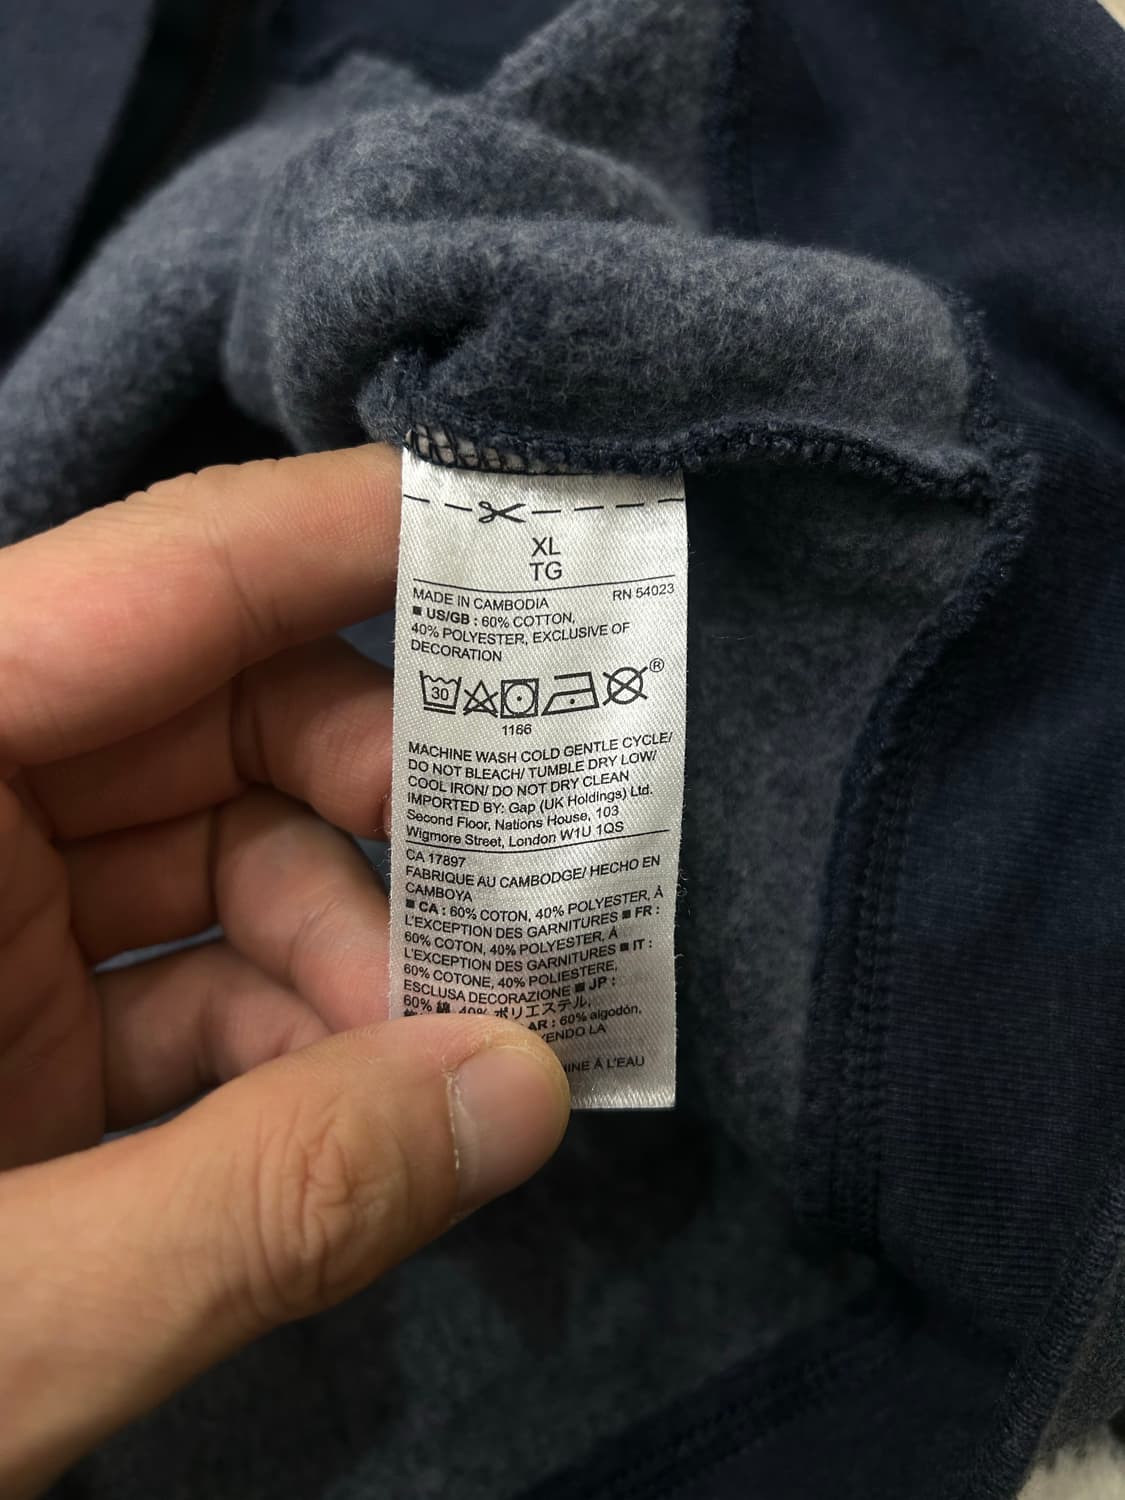 XL
TG
MADE IN CAMBODIA RN 54023
■ US/GB : 60% COTTON,
40% POLYESTER, EXCLUSIVE OF
DECORATION
30 ®
1166
MACHINE WASH COLD GENTLE CYCLE/
DO NOT BLEACH/ TUMBLE DRY LOW/
COOL IRON/ DO NOT DRY CLEAN
IMPORTED BY: Gap (UK Holdings) Ltd.
Second Floor, Nations House, 103
Wigmore Street, London W1U 1QS
CA 17897
FABRIQUE AU CAMBODGE/ HECHO EN
CAMBOYA
■ CA : 60% COTON, 40% POLYESTER, À
L'EXCEPTION DES GARNITURES ■ FR :
60% COTON, 40% POLYESTER, À
L'EXCEPTION DES GARNITURES ■ IT :
60% COTONE, 40% POLIESTERE,
ESCLUSA DECORAZIONE ■ JP :
60% 綿, 40% ポリエステル,
AR : 60% algodón,
LA
À L'EAU